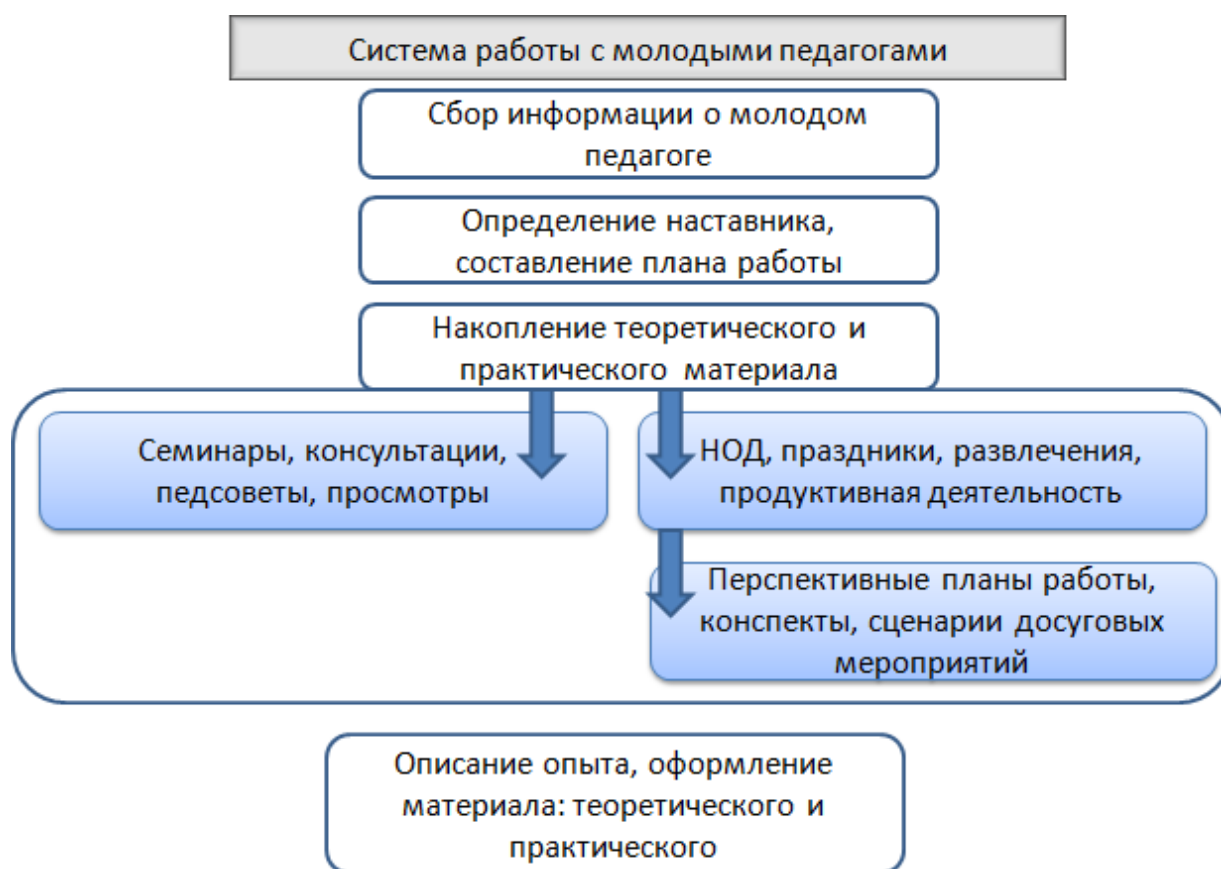 Система работы с молодыми педагогами
Сбор информации о молодом
педагоге
Определение наставника,
составление плана работы
Накопление теоретического и
практического материала
Семинары, консультации,
педсоветы, просмотры
НОД, праздники, развлечения,
продуктивная деятельность
Перспективные планы работы,
конспекты, сценарии досуговых
мероприятий
Описание опыта, оформление
материала: теоретического и
практического